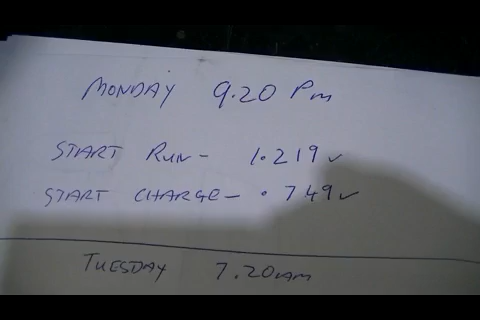 MONDAY 9.20 Pm
START RUN- 1.219v
START CHARGE- .749v
TUESDAY 7.20am